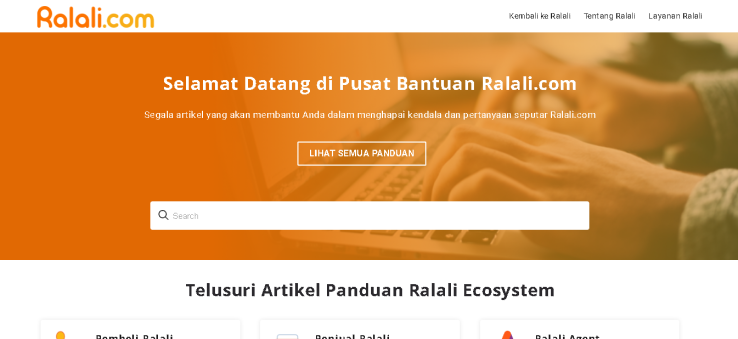 Ralali.com
Kembali ke Ralali Tentang Ralali Layanan Ralali
Selamat Datang di Pusat Bantuan Ralali.com
Segala artikel yang akan membantu Anda dalam menghapai kendala dan pertanyaan seputar Ralali.com
LIHAT SEMUA PANDUAN
Search
Telusuri Artikel Panduan Ralali Ecosystem
Pembeli Ralali Penjual Ralali Ralali Agent